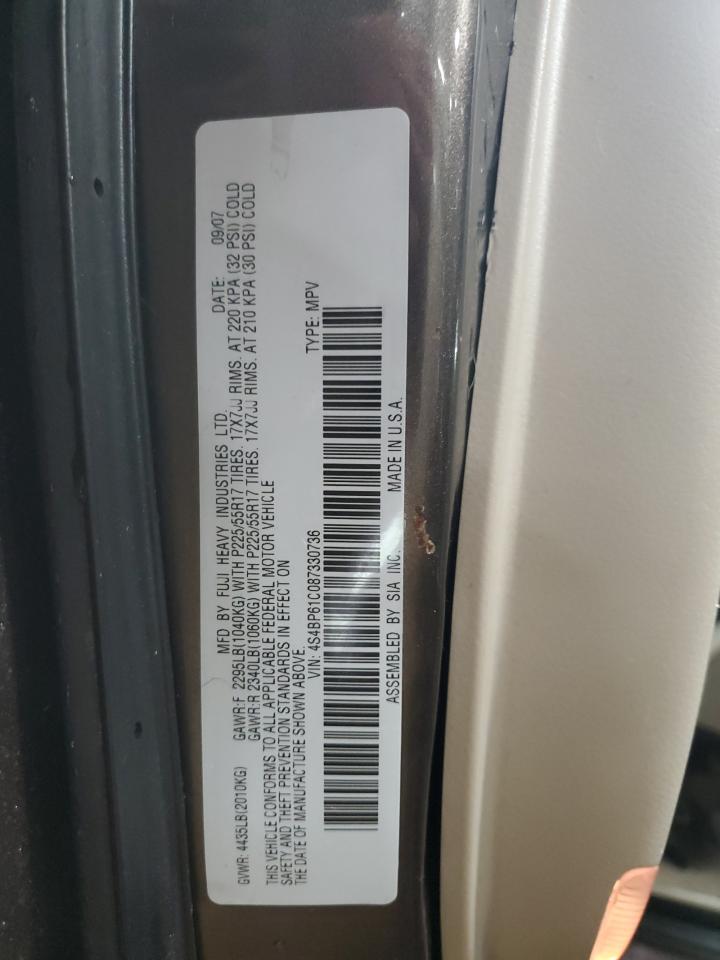 MFD BY FUJI HEAVY INDUSTRIES LTD. DATE: 09/07
GVWR: 4435LB(2010KG) GAWR:F 2295LB(1040KG) WITH P225/55R17 TIRES. 17X7JJ RIMS. AT 220 KPA (32 PSI) COLD
GAWR:R 2340LB(1060KG) WITH P225/55R17 TIRES. 17X7JJ RIMS. AT 210 KPA (30 PSI) COLD
THIS VEHICLE CONFORMS TO ALL APPLICABLE FEDERAL MOTOR VEHICLE
SAFETY AND THEFT PREVENTION STANDARDS IN EFFECT ON
THE DATE OF MANUFACTURE SHOWN ABOVE.
VIN: 4S4BP61C087330736 TYPE: MPV
ASSEMBLED BY SIA INC. MADE IN U.S.A.